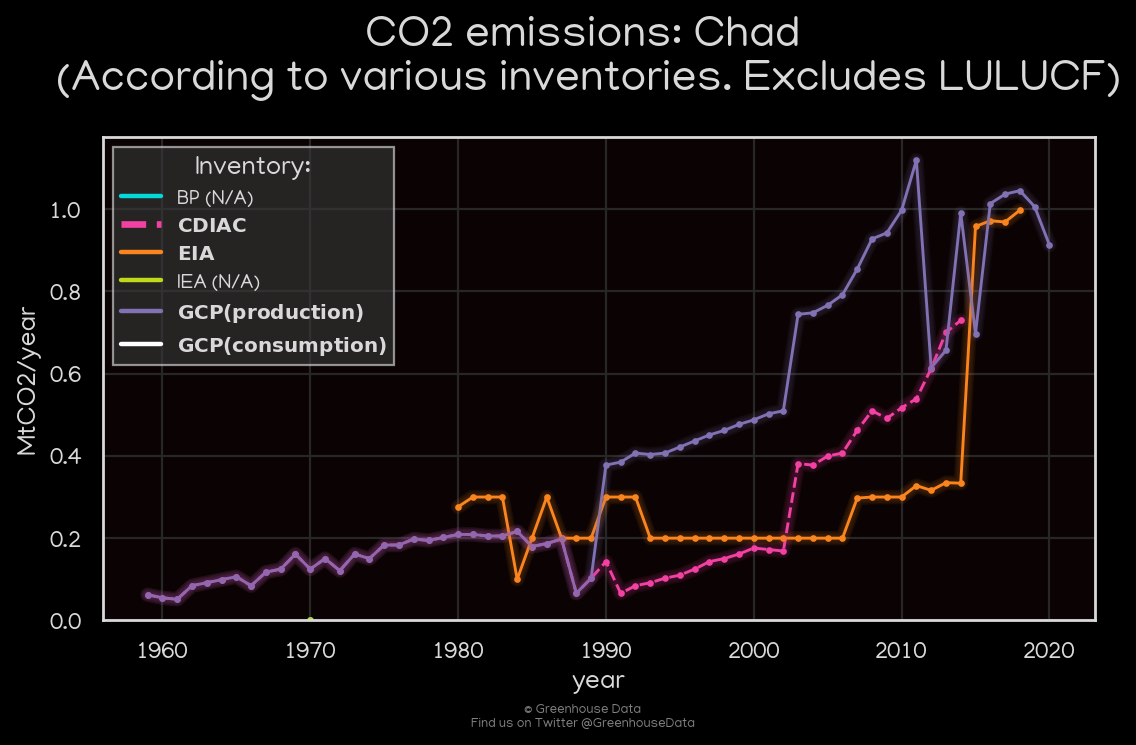 CO2 emissions: Chad
(According to various inventories. Excludes LULUCF)
Inventory:
BP (N/A)
CDIAC
EIA
IEA (N/A)
GCP(production)
GCP(consumption)
MtCO2/year
1.0
0.8
0.6
0.4
0.2
0.0
1960 1970 1980 1990 2000 2010 2020
year
© Greenhouse Data
Find us on Twitter @GreenhouseData